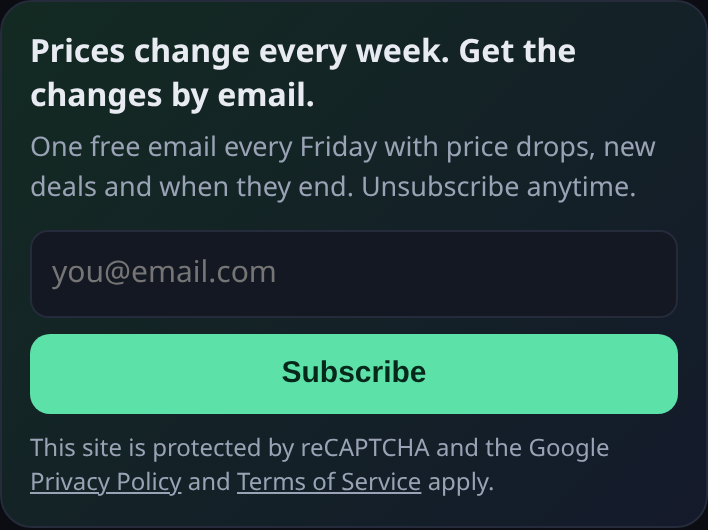 Prices change every week. Get the
changes by email.
One free email every Friday with price drops, new
deals and when they end. Unsubscribe anytime.
you@email.com
Subscribe
This site is protected by reCAPTCHA and the Google
Privacy Policy and Terms of Service apply.